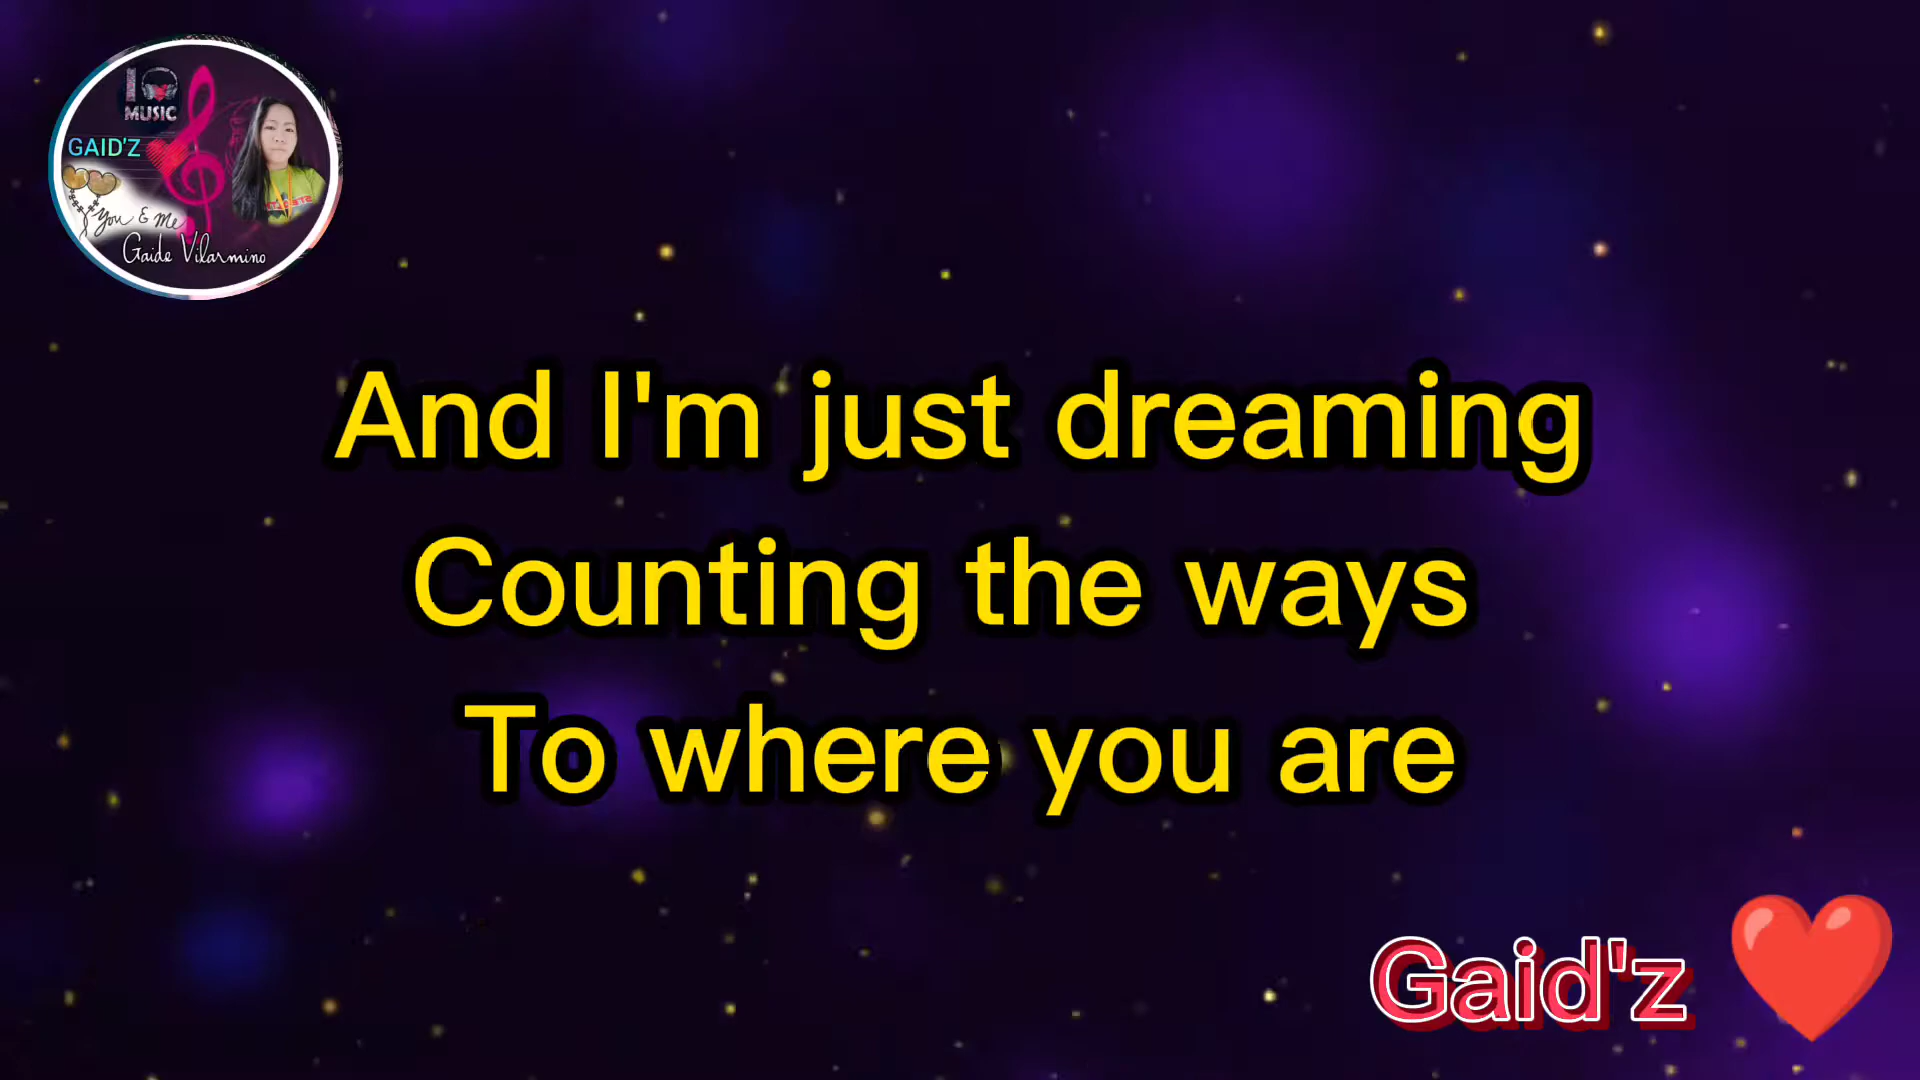 I
MUSIC
GAID'Z
You & Me
Gaide Vilarmino
And I'm just dreaming
Counting the ways
To where you are
Gaid'z